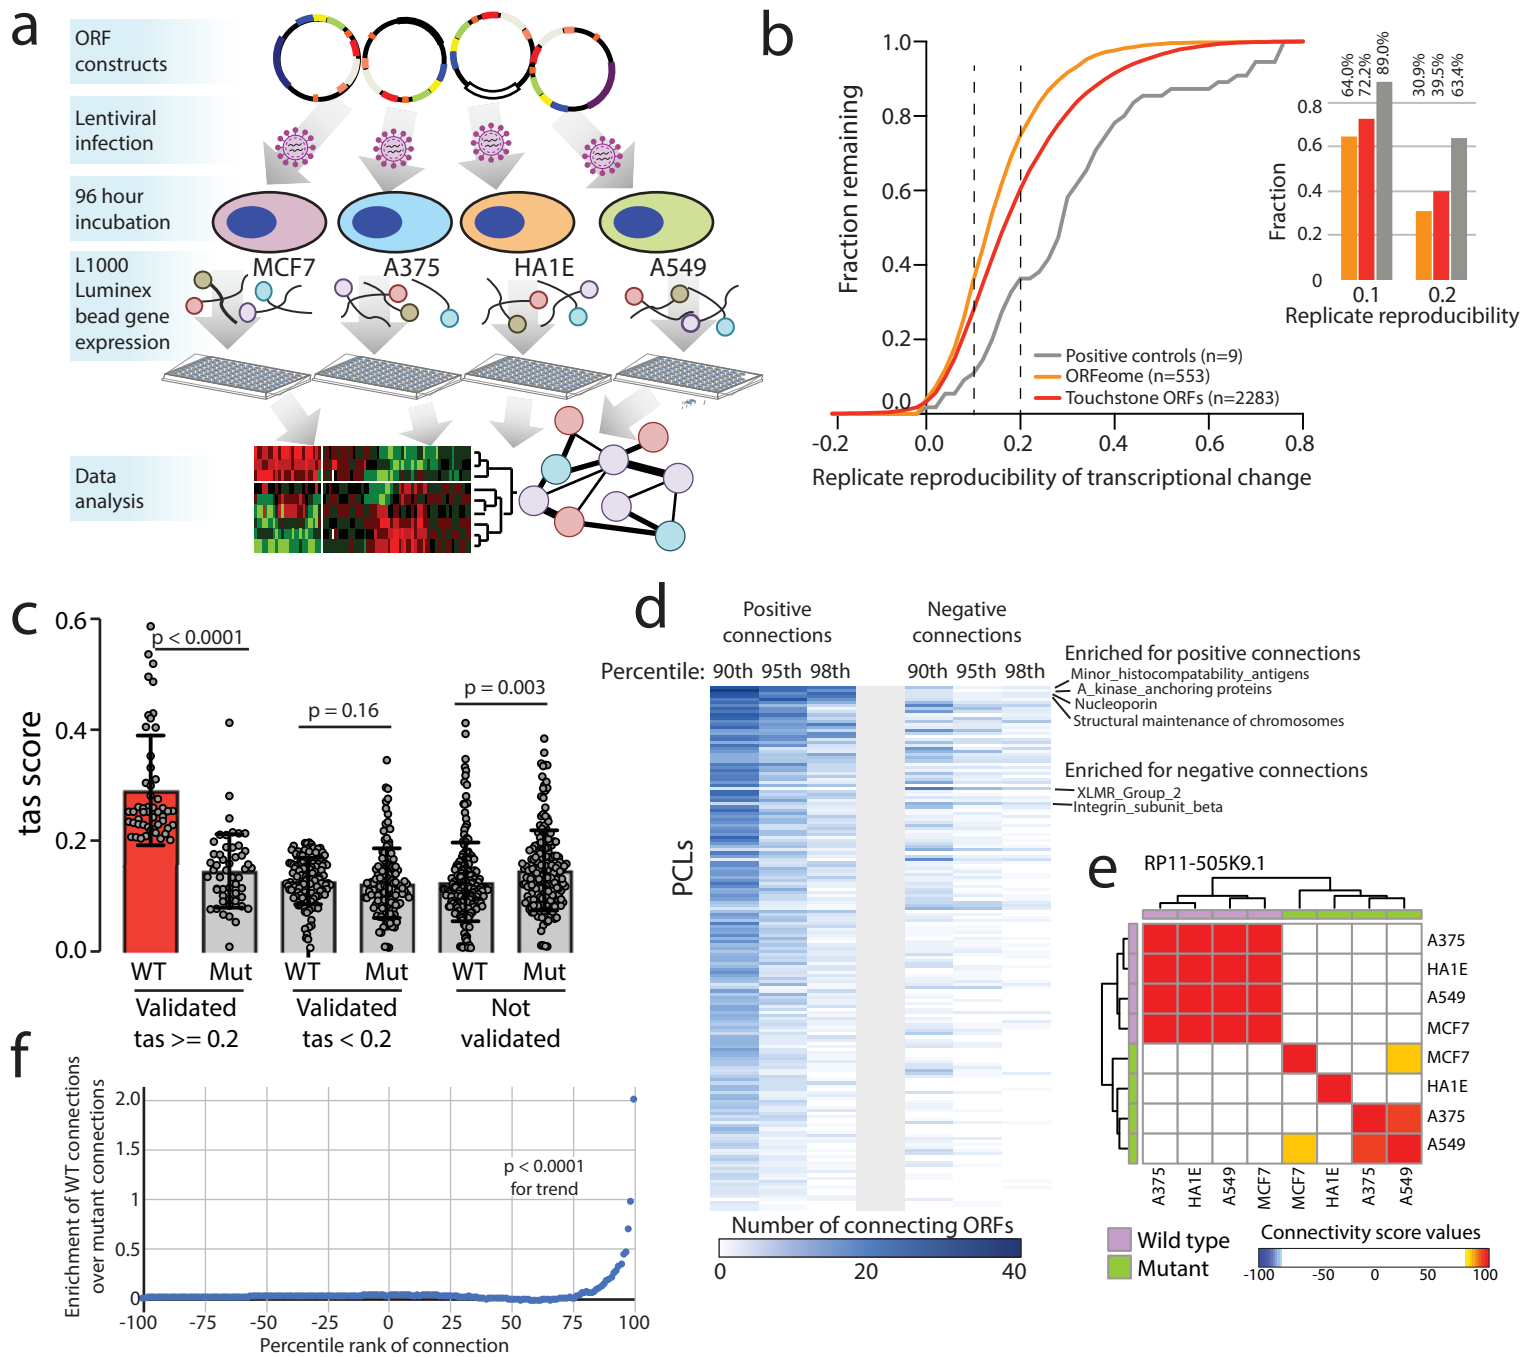 a
ORF
constructs
Lentiviral
infection
96 hour
incubation
L1000
Luminex
bead gene
expression
Data
analysis
MCF7
A375
HA1E
A549
b
Fraction remaining
1.0
0.8
0.6
0.4
0.2
0.0
-0.2
0.0
0.2
0.4
0.6
0.8
Replicate reproducibility of transcriptional change
Positive controls (n=9)
ORFeome (n=553)
Touchstone ORFs (n=2283)
64.0%
72.2%
89.0%
30.9%
39.5%
63.4%
Fraction
0.8
0.6
0.4
0.2
0
0.1
0.2
Replicate reproducibility
c
tas score
0.6
0.4
0.2
0.0
p < 0.0001
p = 0.16
p = 0.003
WT
Mut
WT
Mut
WT
Mut
Validated
tas >= 0.2
Validated
tas < 0.2
Not
validated
d
Positive
connections
Negative
connections
Percentile:
90th
95th
98th
90th
95th
98th
PCLs
Enriched for positive connections
Minor_histocompatability_antigens
A_kinase_anchoring proteins
Nucleoporin
Structural maintenance of chromosomes
Enriched for negative connections
XLMR_Group_2
Integrin_subunit_beta
Number of connecting ORFs
0
20
40
e
RP11-505K9.1
A375
HA1E
A549
MCF7
MCF7
HA1E
A375
A549
A375
HA1E
A549
MCF7
MCF7
HA1E
A375
A549
Wild type
Mutant
Connectivity score values
-100
-50
0
50
100
f
Enrichment of WT connections
over mutant connections
2.0
1.5
1
0.5
0
p < 0.0001
for trend
-100
-75
-50
-25
0
25
50
75
100
Percentile rank of connection